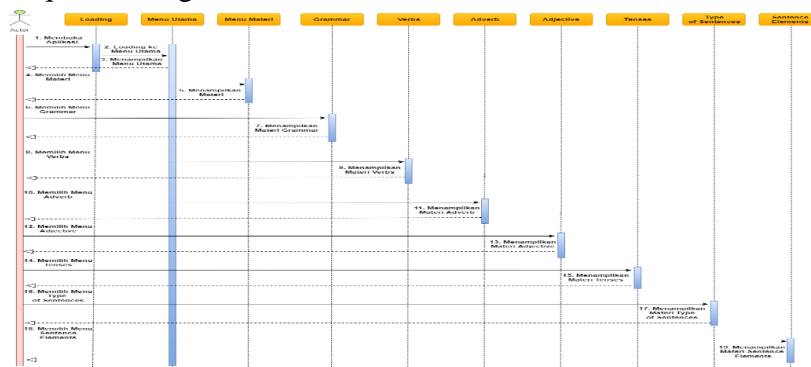 Loading
Menu Utama
Menu Materi
Grammar
Verbs
Adverb
Adjective
Tenses
Type
of Sentences
Sentence
Elements
Actor
1. Membuka
Aplikasi
2. Loading ke
Menu Utama
3. Menampilkan
Menu Utama
4. Memilih Menu
Materi
5. Menampilkan
Materi
6. Memilih Menu
Grammar
7. Menampilkan
Materi Grammar
8. Memilih Menu
Verbs
9. Menampilkan
Materi Verbs
10. Memilih Menu
Adverb
11. Menampilkan
Materi Adverb
12. Memilih Menu
Adjective
13. Menampilkan
Materi Adjective
14. Memilih Menu
Tenses
15. Menampilkan
Materi Tenses
16. Memilih Menu
Type
of Sentences
17. Menampilkan
Materi Type
of Sentences
18. Memilih Menu
Sentence
Elements
19. Menampilkan
Materi Sentence
Elements